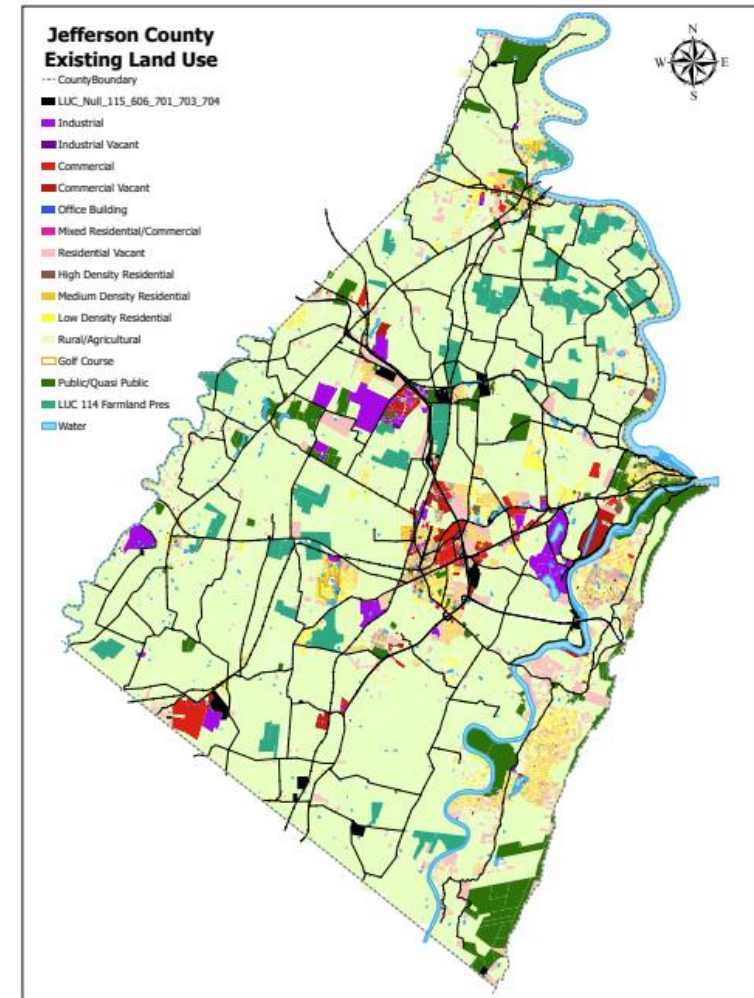 Jefferson County
Existing Land Use
CountyBoundary
LUC_Null_115_606_701_703_704
Industrial
Industrial Vacant
Commercial
Commercial Vacant
Office Building
Mixed Residential/Commercial
Residential Vacant
High Density Residential
Medium Density Residential
Low Density Residential
Rural/Agricultural
Golf Course
Public/Quasi Public
LUC 114 Farmland Pres
Water
N
W E
S